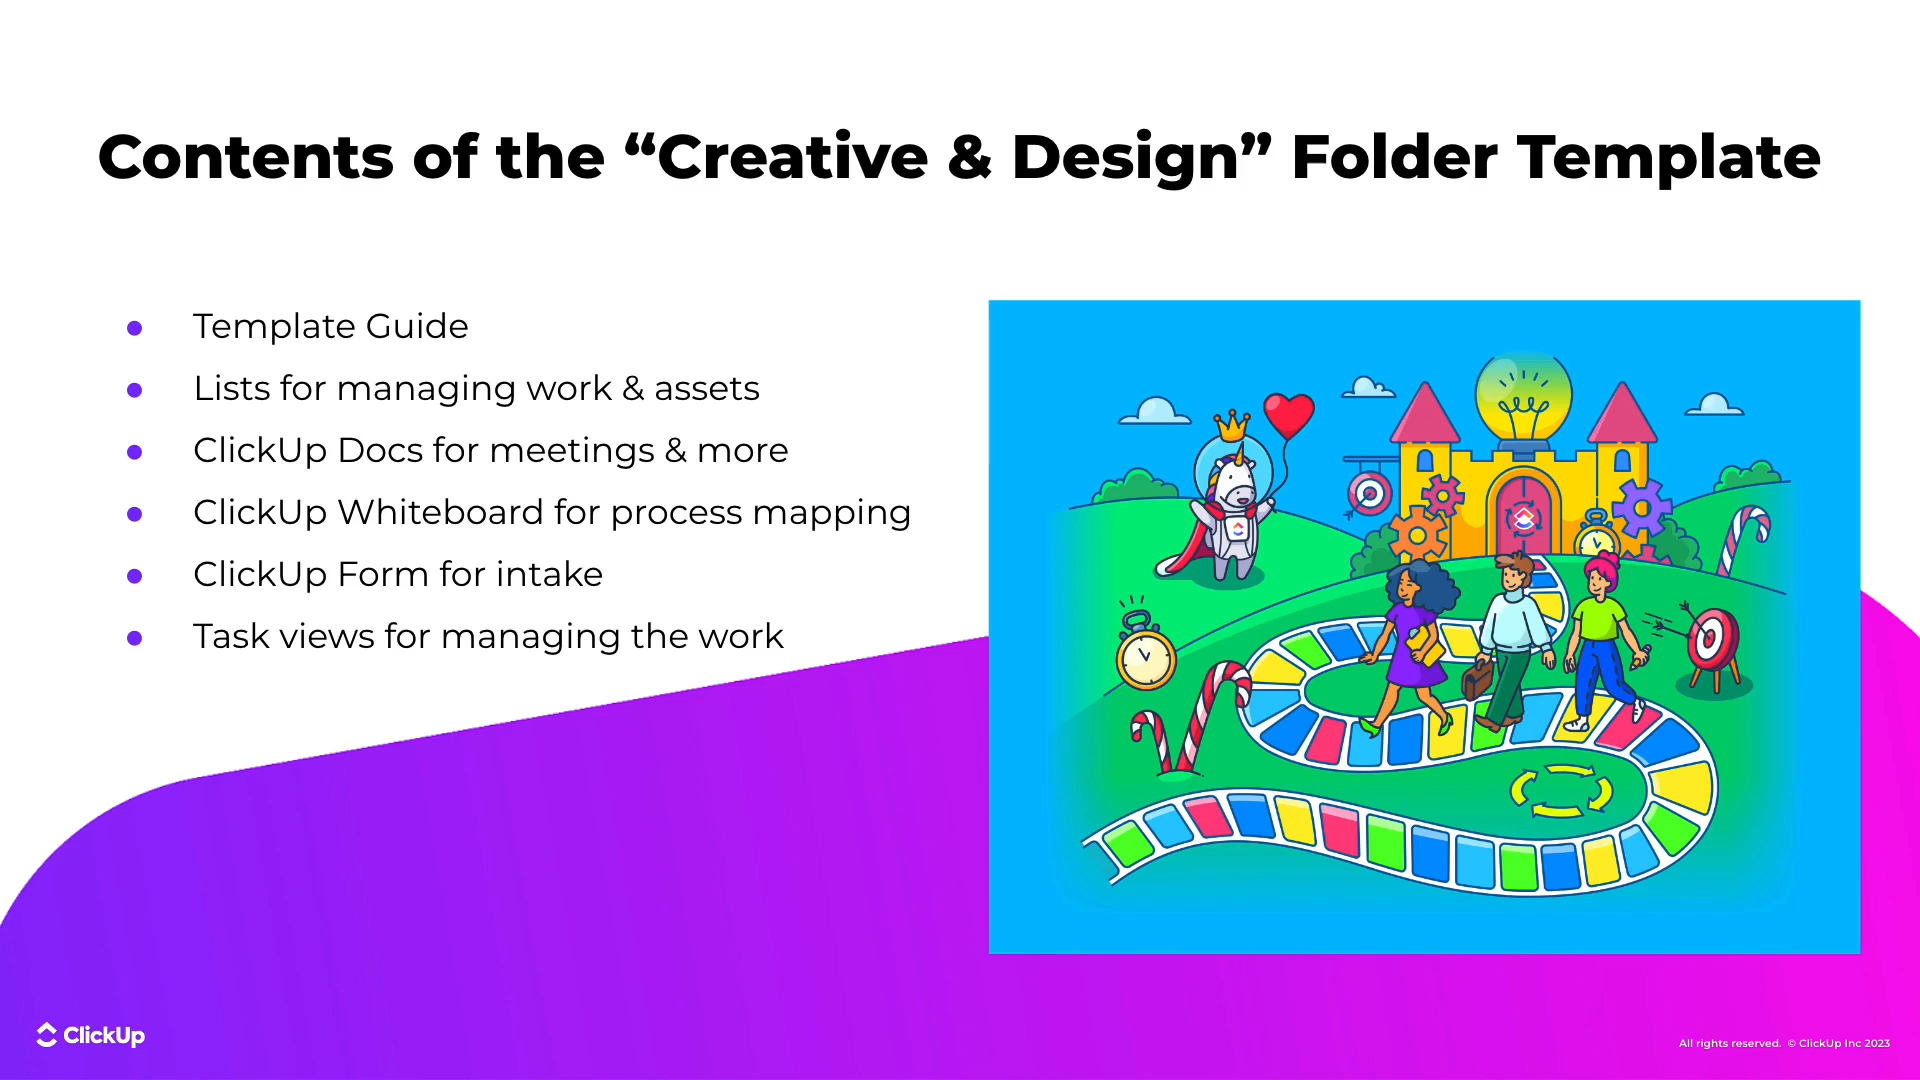 Contents of the “Creative & Design” Folder Template
● Template Guide
● Lists for managing work & assets
● ClickUp Docs for meetings & more
● ClickUp Whiteboard for process mapping
● ClickUp Form for intake
● Task views for managing the work
ClickUp
All rights reserved. © ClickUp Inc 2023